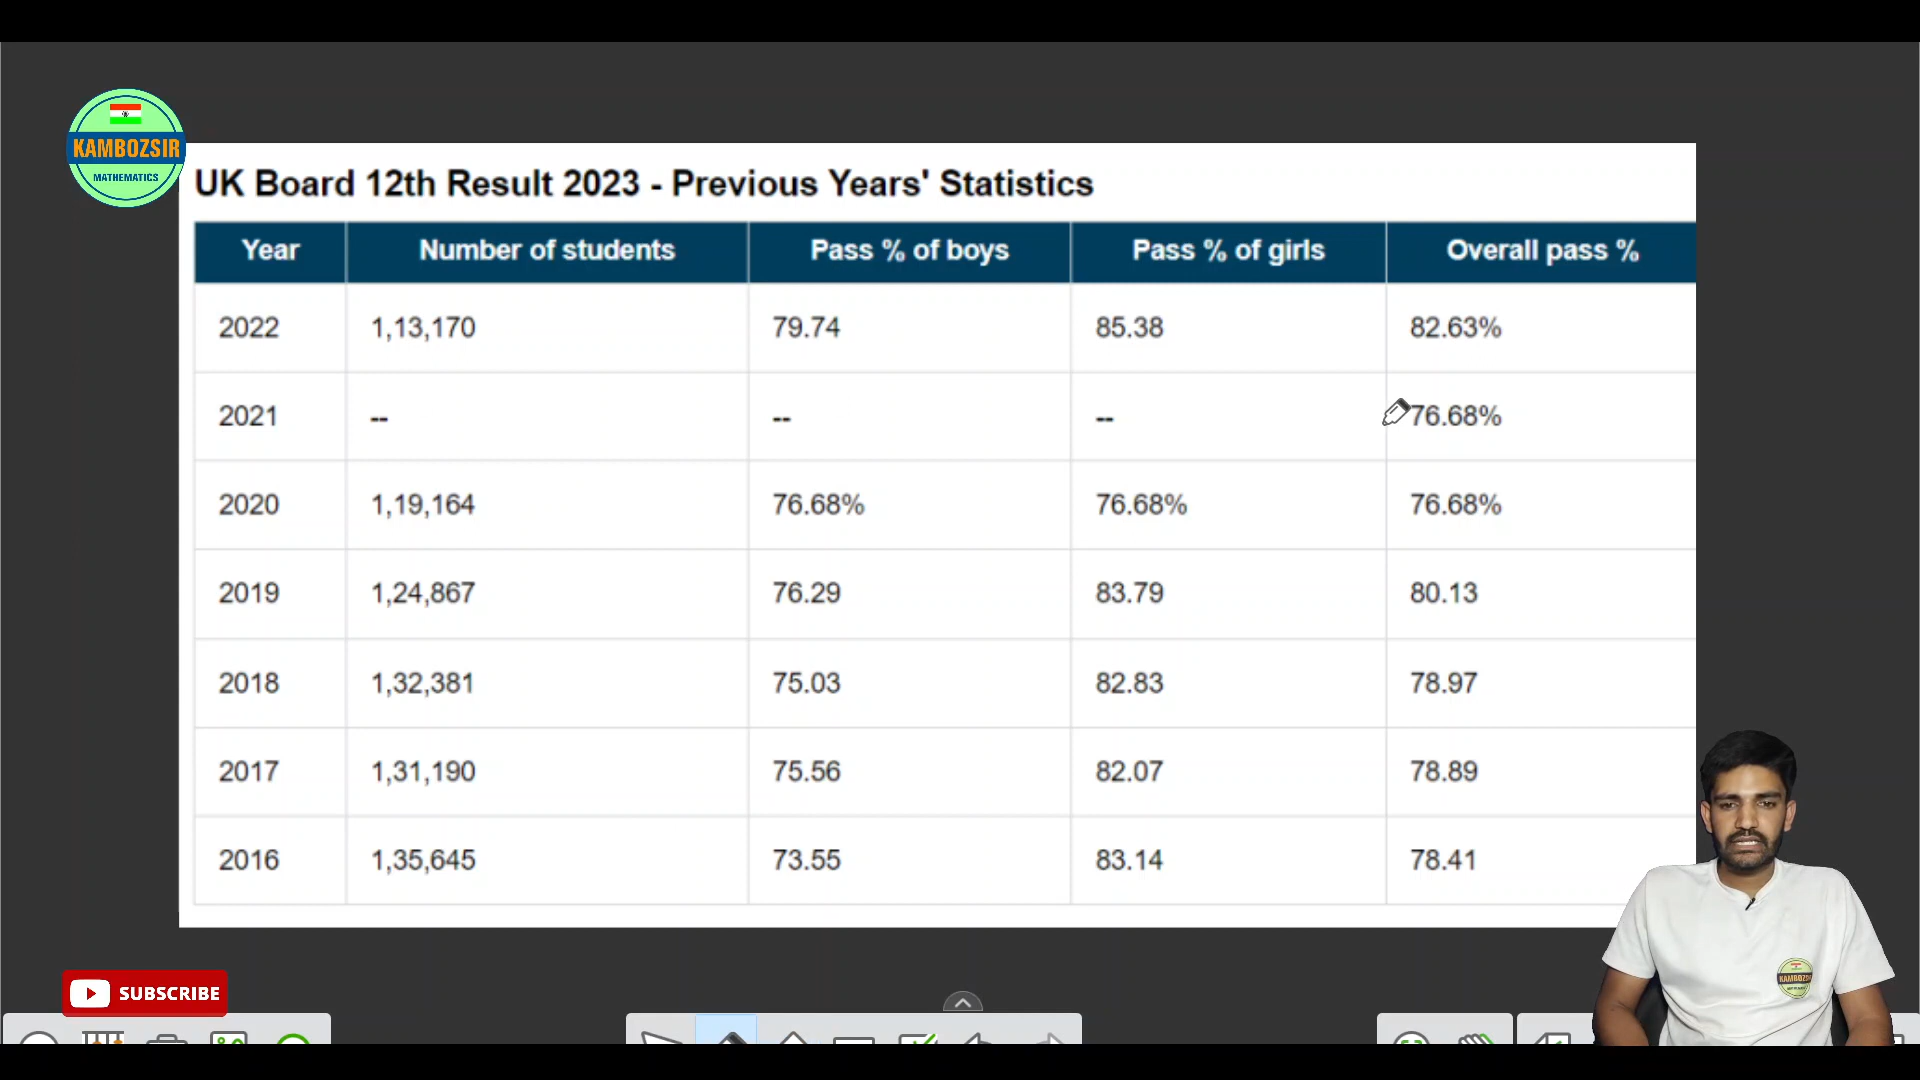 KAMBOZSIR
MATHEMATICS
UK Board 12th Result 2023 - Previous Years' Statistics
Year Number of students Pass % of boys Pass % of girls Overall pass %
2022 1,13,170 79.74 85.38 82.63%
2021 -- -- -- 76.68%
2020 1,19,164 76.68% 76.68% 76.68%
2019 1,24,867 76.29 83.79 80.13
2018 1,32,381 75.03 82.83 78.97
2017 1,31,190 75.56 82.07 78.89
2016 1,35,645 73.55 83.14 78.41
KAMBOZSIR
SUBSCRIBE